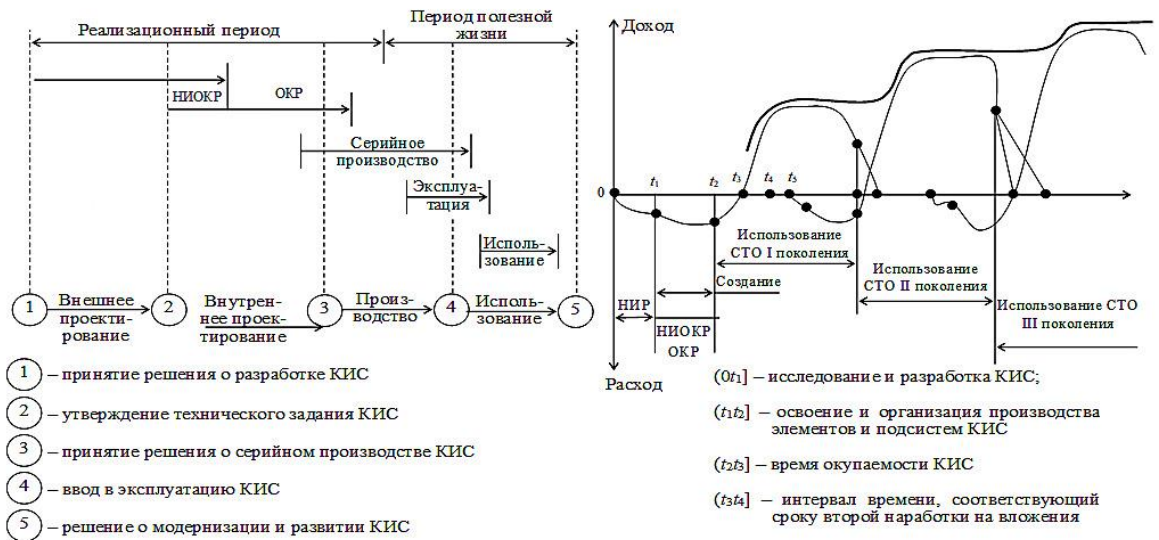 Реализационный период
Период полезной
жизни
НИОКР
ОКР
Серийное
производство
Эксплуа-
тация
Исполь-
зование
1
Внешнее
проекти-
рование
2
Внутрен-
нее проек-
тирование
3
Произ-
водство
4
Исполь-
зование
5
1 – принятие решения о разработке КИС
2 – утверждение технического задания КИС
3 – принятие решения о серийном производстве КИС
4 – ввод в эксплуатацию КИС
5 – решение о модернизации и развитии КИС
Доход
0
t₁
t₂
t₃
t₄
t₅
Использование
СТО I поколения
Использование
СТО II поколения
Использование СТО
III поколения
Создание
НИР
НИОКР
ОКР
Расход
(0t₁] – исследование и разработка КИС;
(t₁t₂] – освоение и организация производства
элементов и подсистем КИС
(t₂t₃] – время окупаемости КИС
(t₃t₄] – интервал времени, соответствующий
сроку второй наработки на вложения